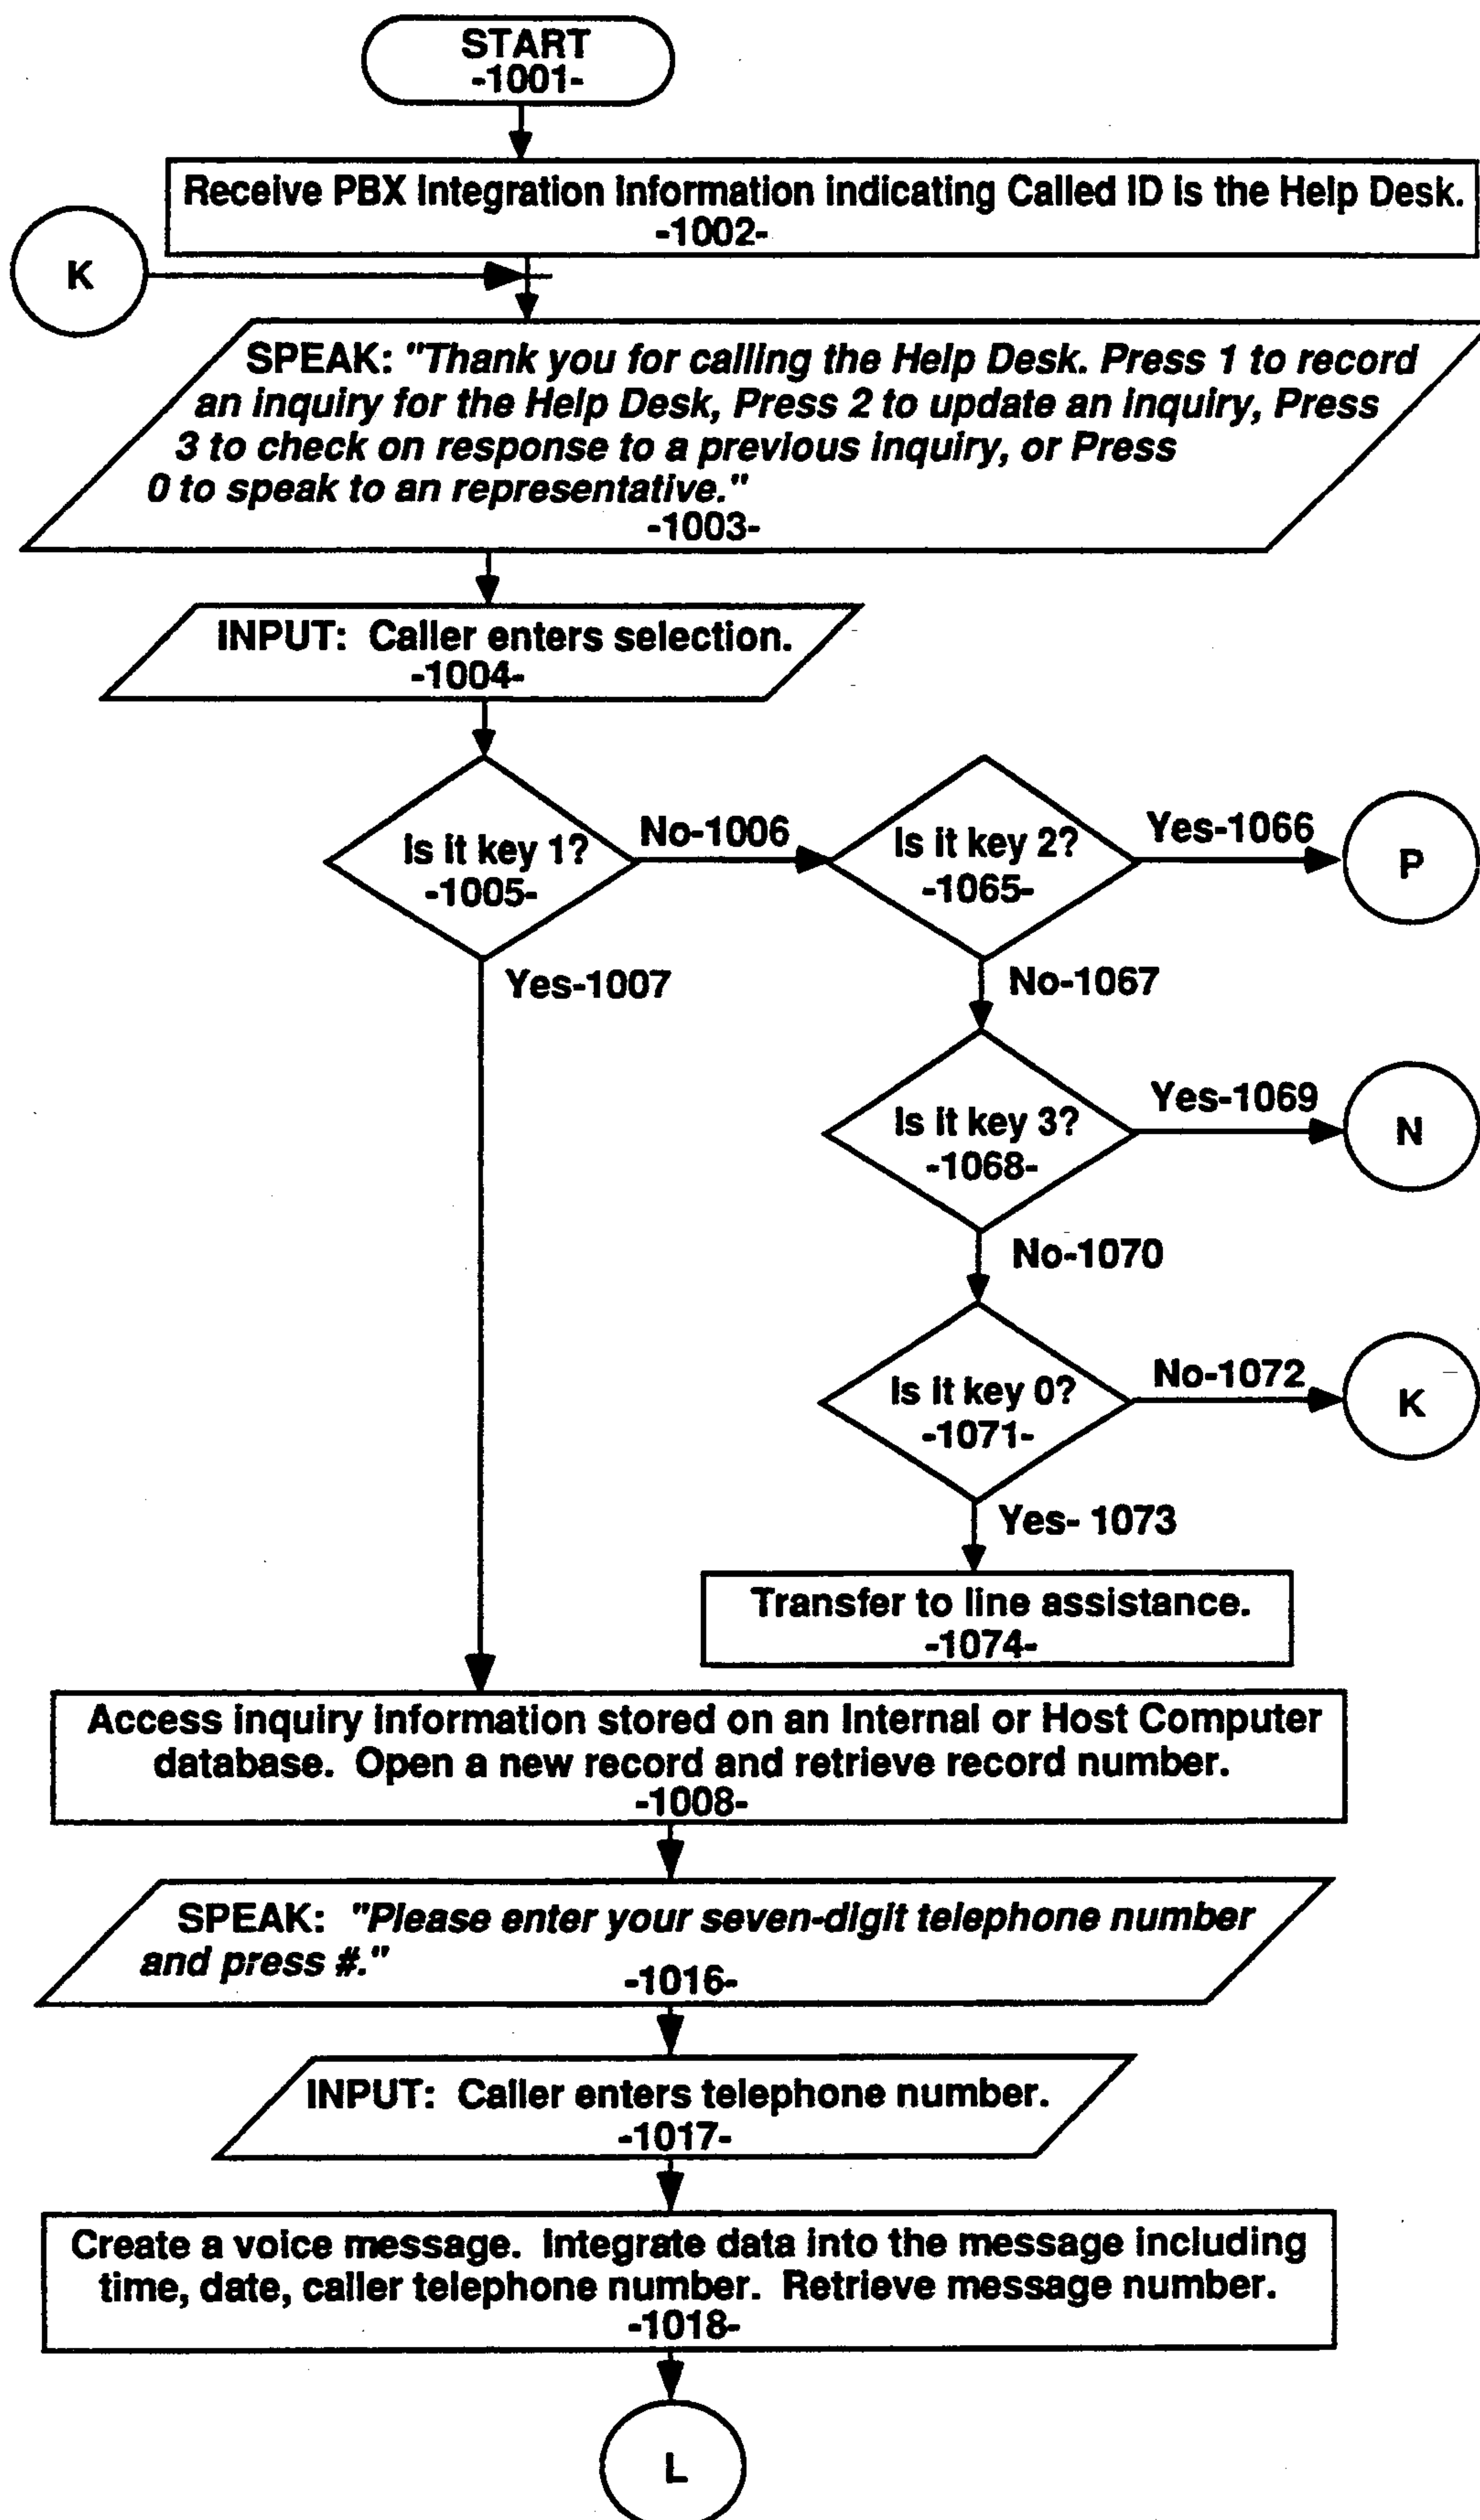 START
-1001-
Receive PBX Integration Information indicating Called ID is the Help Desk.
-1002-
K
SPEAK: "Thank you for calling the Help Desk. Press 1 to record
an inquiry for the Help Desk, Press 2 to update an inquiry, Press
3 to check on response to a previous inquiry, or Press
0 to speak to an representative."
-1003-
INPUT: Caller enters selection.
-1004-
Is it key 1?
-1005-
No-1006
Is it key 2?
-1065-
Yes-1066
P
Yes-1007
No-1067
Is it key 3?
-1068-
Yes-1069
N
No-1070
Is it key 0?
-1071-
No-1072
K
Yes- 1073
Transfer to line assistance.
-1074-
Access inquiry information stored on an Internal or Host Computer
database. Open a new record and retrieve record number.
-1008-
SPEAK: "Please enter your seven-digit telephone number
and press #."
-1016-
INPUT: Caller enters telephone number.
-1017-
Create a voice message. Integrate data into the message including
time, date, caller telephone number. Retrieve message number.
-1018-
L